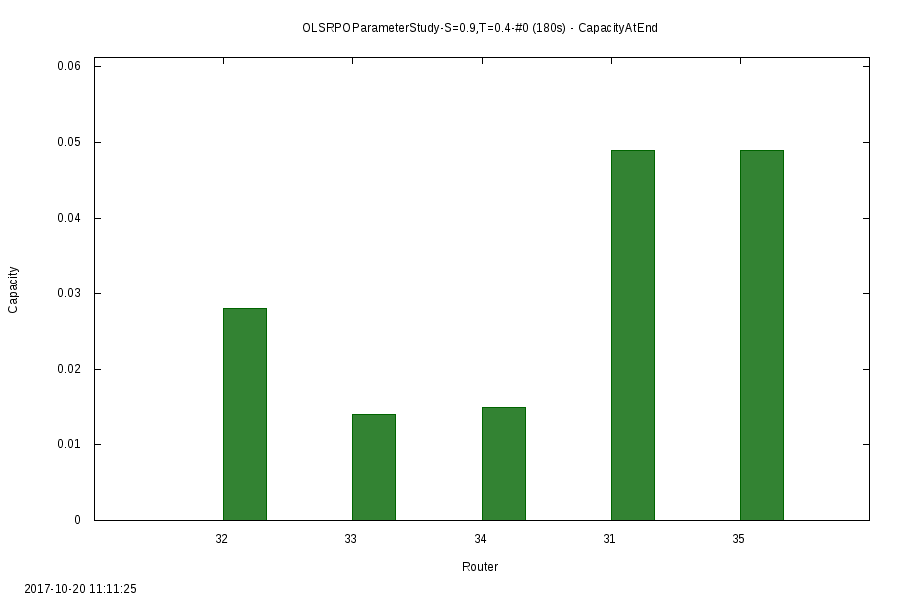 OLSRPOParameterStudy-S=0.9,T=0.4-#0 (180s) - CapacityAtEnd
0.06
0.05
0.04
0.03
0.02
0.01
0
Capacity
32 33 34 31 35
Router
2017-10-20 11:11:25